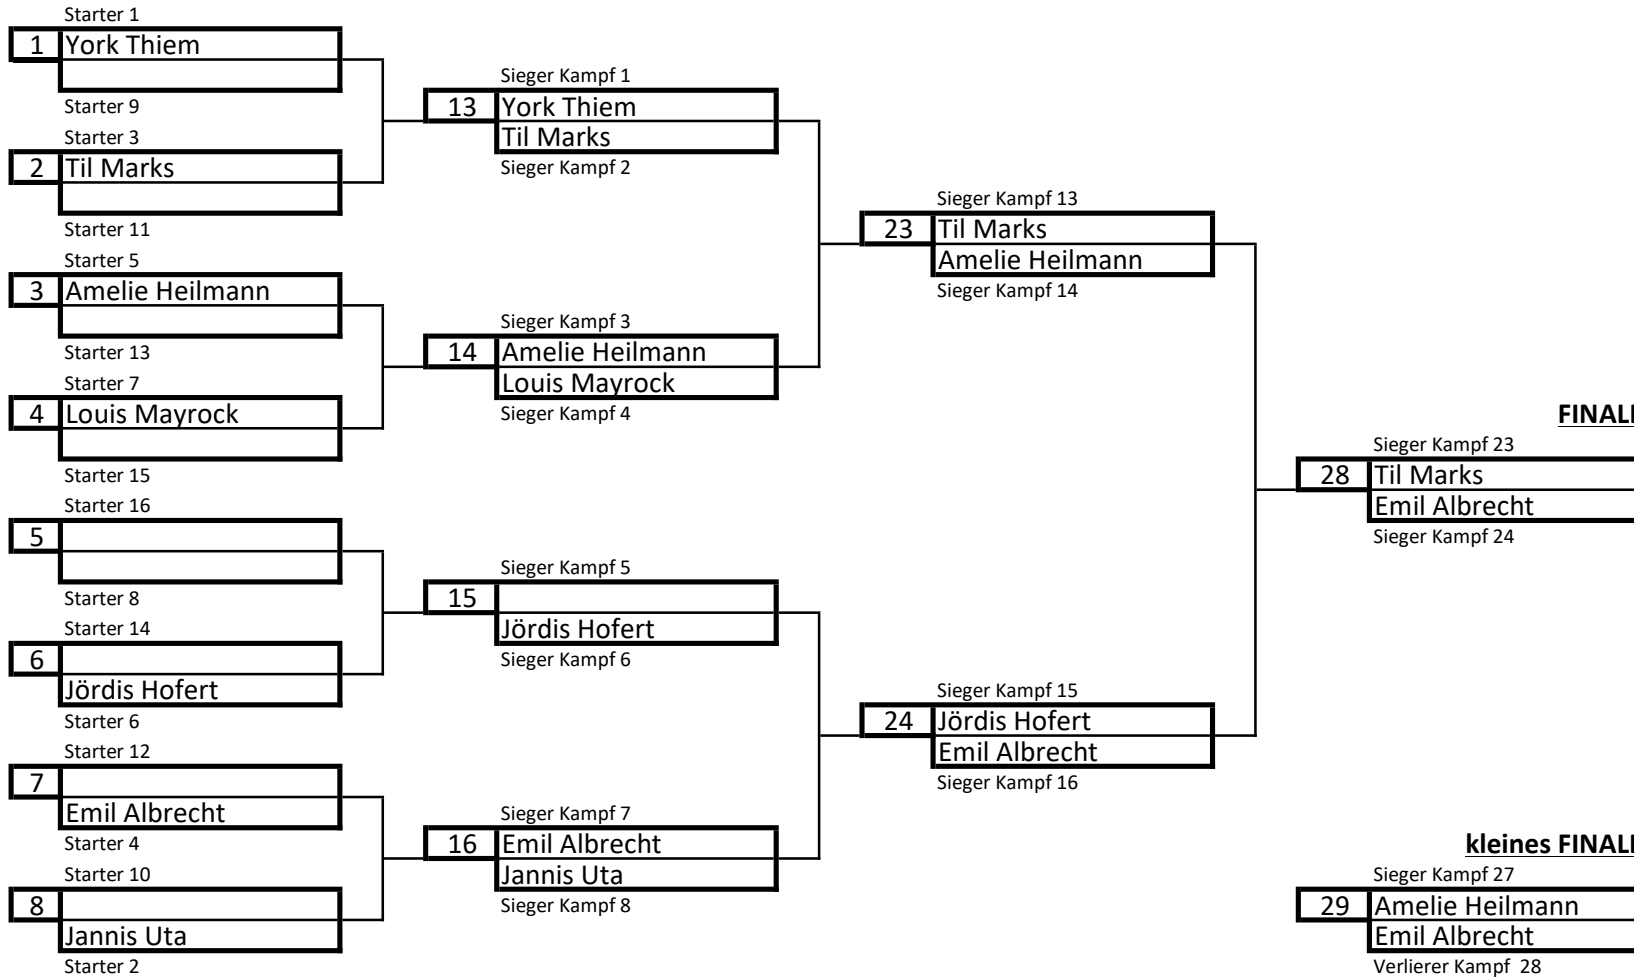 Starter 1
1 York Thiem
Starter 9
Starter 3
2 Til Marks
Starter 11
Starter 5
3 Amelie Heilmann
Starter 13
Starter 7
4 Louis Mayrock
Starter 15
Starter 16
5
Starter 8
Starter 14
6
Jördis Hofert
Starter 6
Starter 12
7
Emil Albrecht
Starter 4
Starter 10
8
Jannis Uta
Starter 2
Sieger Kampf 1
13 York Thiem
Til Marks
Sieger Kampf 2
Sieger Kampf 3
14 Amelie Heilmann
Louis Mayrock
Sieger Kampf 4
Sieger Kampf 5
15
Jördis Hofert
Sieger Kampf 6
Sieger Kampf 7
16 Emil Albrecht
Jannis Uta
Sieger Kampf 8
Sieger Kampf 13
23 Til Marks
Amelie Heilmann
Sieger Kampf 14
Sieger Kampf 15
24 Jördis Hofert
Emil Albrecht
Sieger Kampf 16
FINALE
Sieger Kampf 23
28 Til Marks
Emil Albrecht
Sieger Kampf 24
kleines FINALE
Sieger Kampf 27
29 Amelie Heilmann
Emil Albrecht
Verlierer Kampf 28